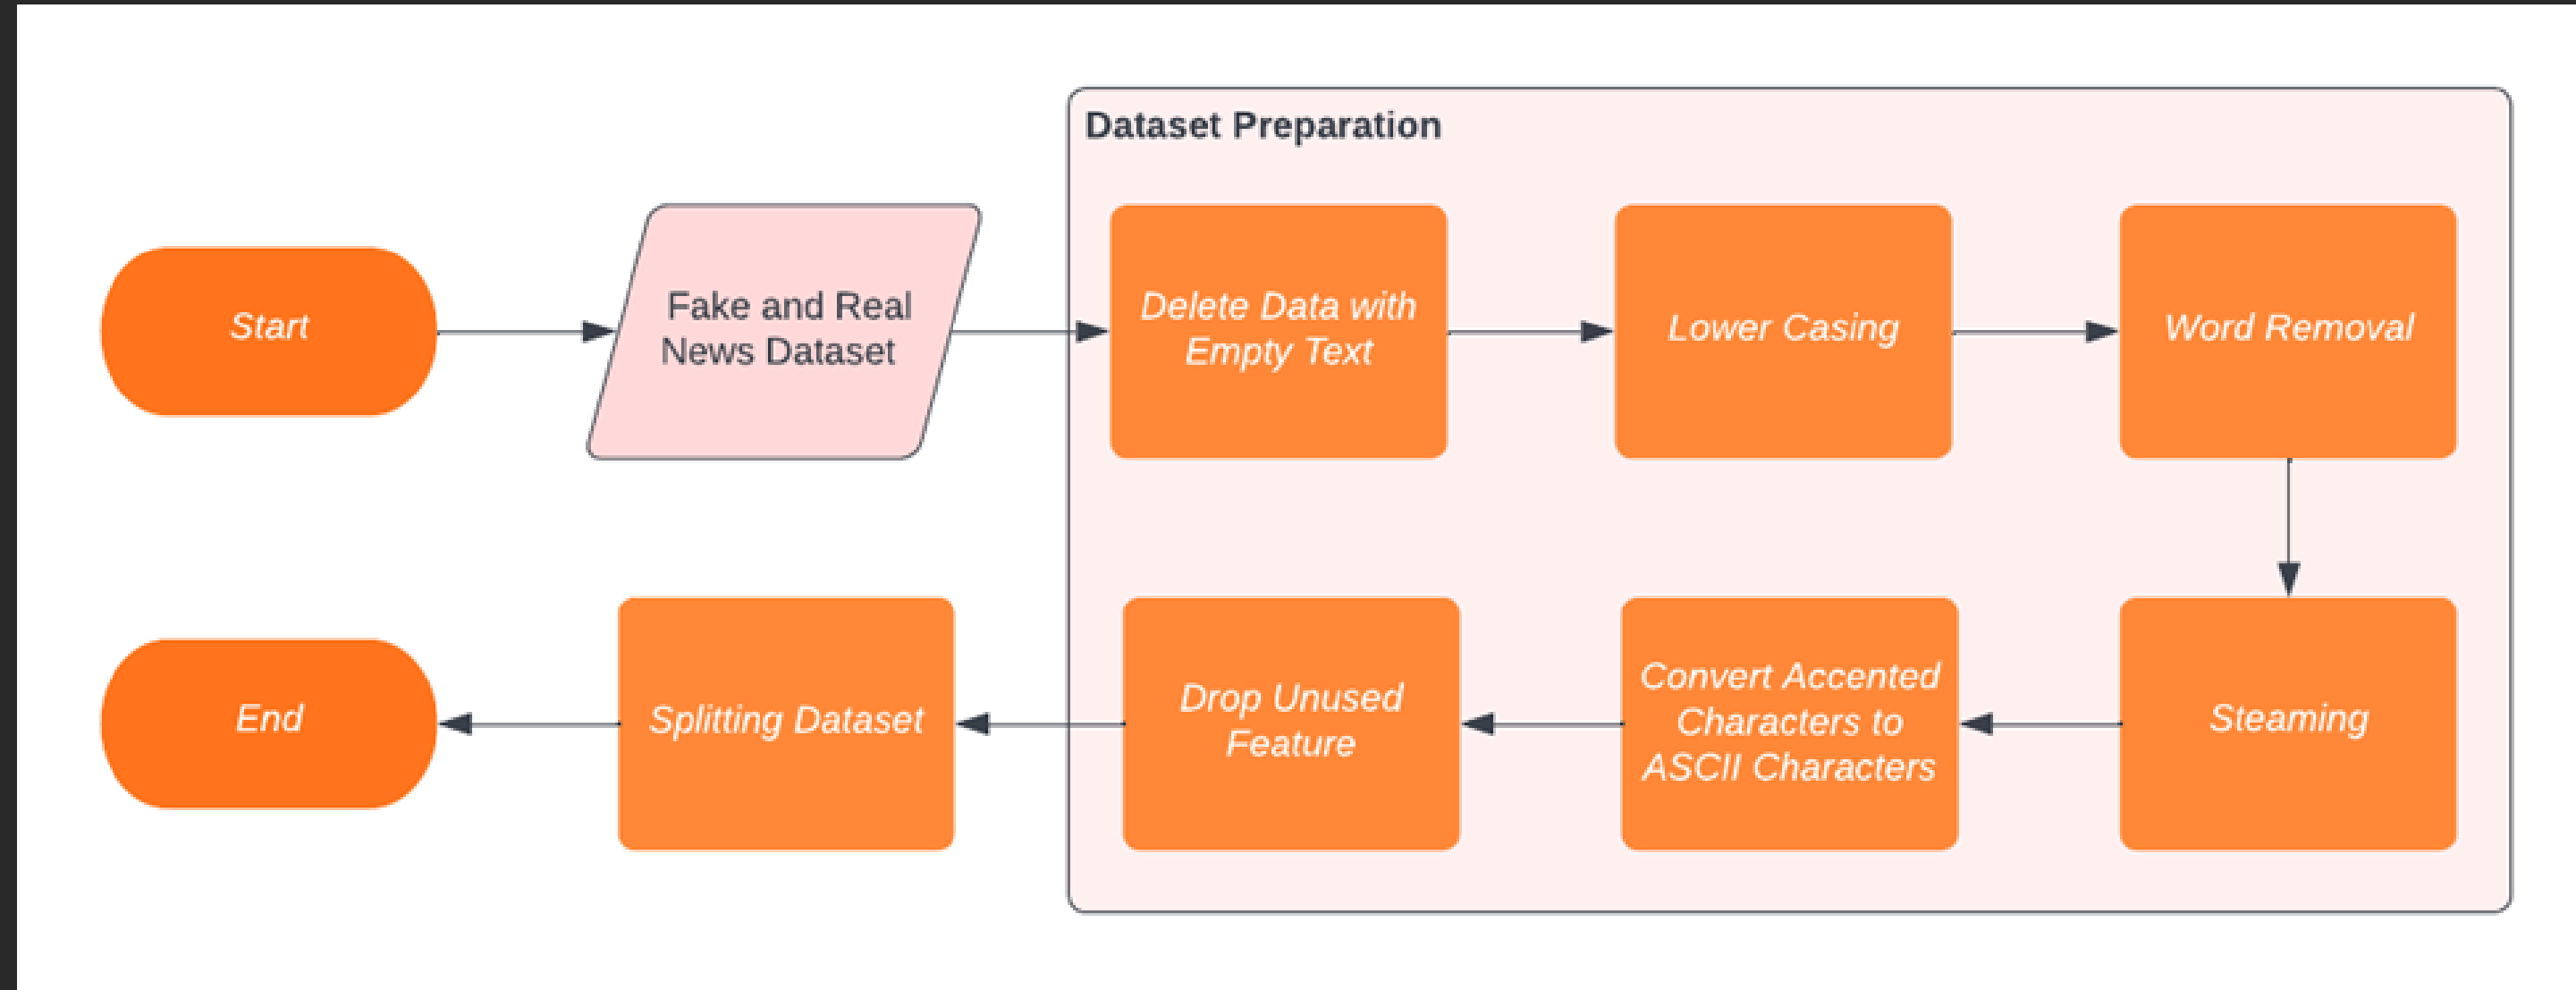 Dataset Preparation
Start
Fake and Real
News Dataset
Delete Data with
Empty Text
Lower Casing
Word Removal
Steaming
Convert Accented
Characters to
ASCII Characters
Drop Unused
Feature
Splitting Dataset
End